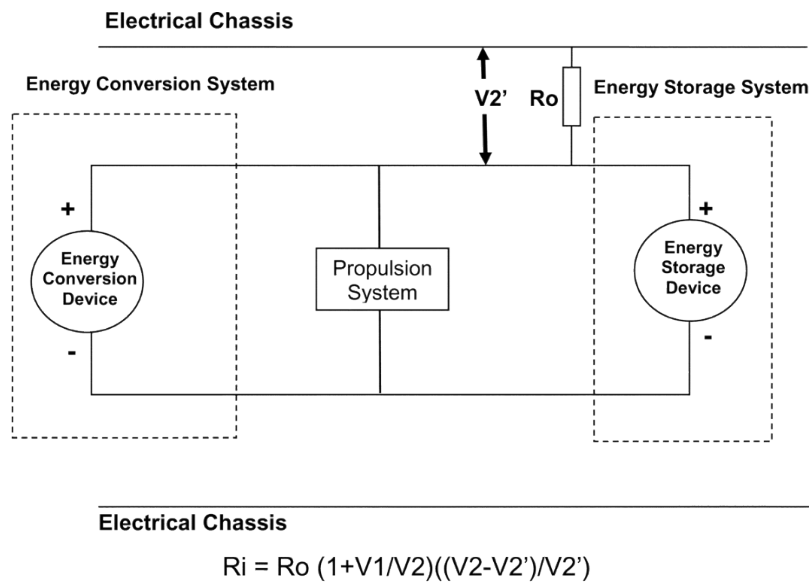 Electrical Chassis
Energy Conversion System
V2’
Ro
Energy Storage System
+
Energy
Conversion
Device
-
Propulsion
System
+
Energy
Storage
Device
-
Electrical Chassis
Ri = Ro (1+V1/V2)((V2-V2’)/V2’)